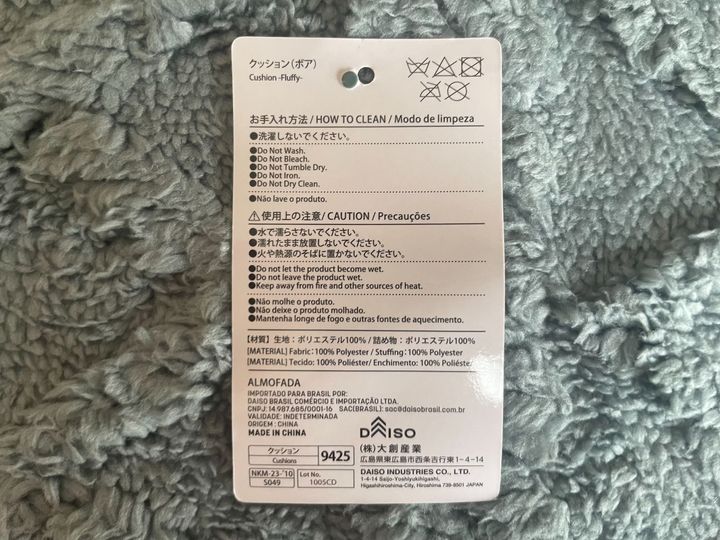 クッション(ボア)
Cushion -Fluffy-
お手入れ方法 / HOW TO CLEAN / Modo de limpeza
●洗濯しないでください。
●Do Not Wash.
●Do Not Bleach.
●Do Not Tumble Dry.
●Do Not Iron.
●Do Not Dry Clean.
●Não lave o produto.
⚠使用上の注意/ CAUTION / Precauções
●水で濡らさないでください。
●濡れたまま放置しないでください。
●火や熱源のそばに置かないでください。
●Do not let the product become wet.
●Do not leave the product wet.
●Keep away from fire and other sources of heat.
●Não molhe o produto.
●Não deixe o produto molhado.
●Mantenha longe de fogo e outras fontes de aquecimento.
【材質】生地:ポリエステル100% / 詰め物:ポリエステル100%
[MATERIAL] Fabric: 100% Polyester / Stuffing: 100% Polyester
[MATERIAL] Tecido: 100% Poliéster/ Enchimento: 100% Poliéster
ALMOFADA
IMPORTADO PARA BRASIL POR:
DAISO BRASIL COMÉRCIO E IMPORTAÇÃO LTDA.
CNPJ: 14.987.685/0001-16 SAC(BRASIL): sac@daisobrasil.com.br
VALIDADE: INDETERMINADA
ORIGEM: CHINA
MADE IN CHINA
DAISO
(株)大創産業
広島県東広島市西条吉行東1-4-14
DAISO INDUSTRIES CO., LTD.
1-4-14 Saijo-Yoshiyukihigashi,
Higashihiroshima-City, Hiroshima 739-8501 JAPAN
クッション
Cushions
9425
NKM-23-'10
S049
Lot No.
1005CD